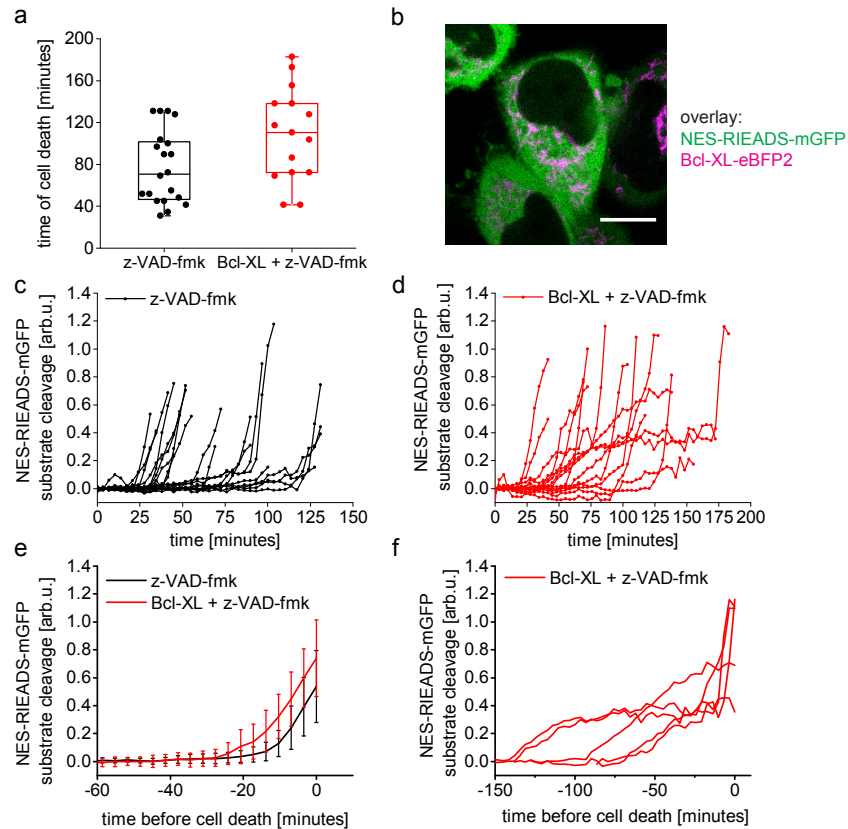 a
time of cell death [minutes]
200
160
120
80
40
0
z-VAD-fmk
Bcl-XL + z-VAD-fmk
b
overlay:
NES-RIEADS-mGFP
Bcl-XL-eBFP2
c
NES-RIEADS-mGFP
substrate cleavage [arb.u.]
1.4
1.2
1.0
0.8
0.6
0.4
0.2
0.0
z-VAD-fmk
0 25 50 75 100 125 150
time [minutes]
d
NES-RIEADS-mGFP
substrate cleavage [arb.u.]
1.4
1.2
1.0
0.8
0.6
0.4
0.2
0.0
Bcl-XL + z-VAD-fmk
0 25 50 75 100 125 150 175 200
time [minutes]
e
NES-RIEADS-mGFP
substrate cleavage [arb.u.]
1.4
1.2
1.0
0.8
0.6
0.4
0.2
0.0
z-VAD-fmk
Bcl-XL + z-VAD-fmk
-60 -40 -20 0
time before cell death [minutes]
f
NES-RIEADS-mGFP
substrate cleavage [arb.u.]
1.4
1.2
1.0
0.8
0.6
0.4
0.2
0.0
Bcl-XL + z-VAD-fmk
-150 -100 -50 0
time before cell death [minutes]